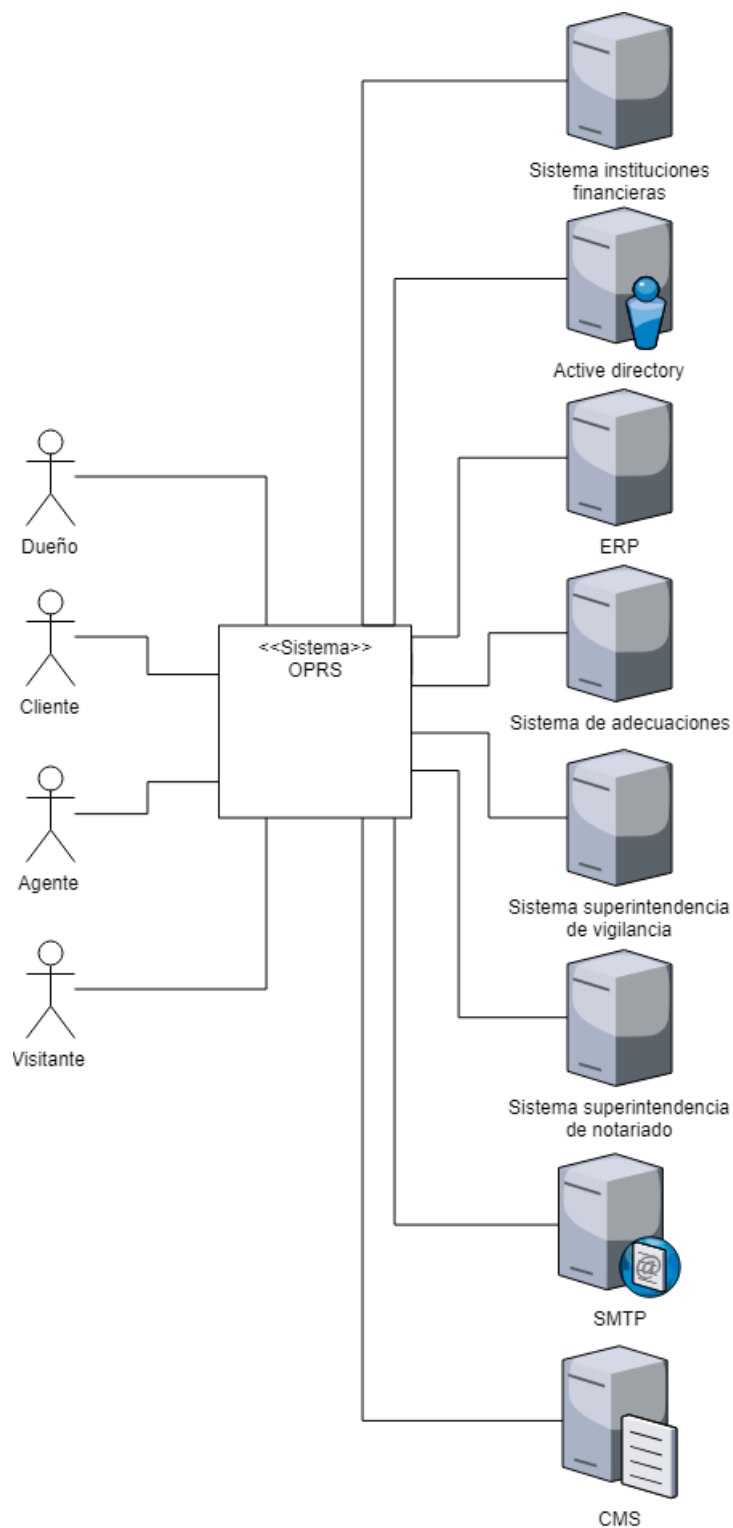 Sistema instituciones
financieras
Active directory
Dueño
ERP
Cliente
<<Sistema>>
OPRS
Sistema de adecuaciones
Agente
Sistema superintendencia
de vigilancia
Visitante
Sistema superintendencia
de notariado
SMTP
CMS